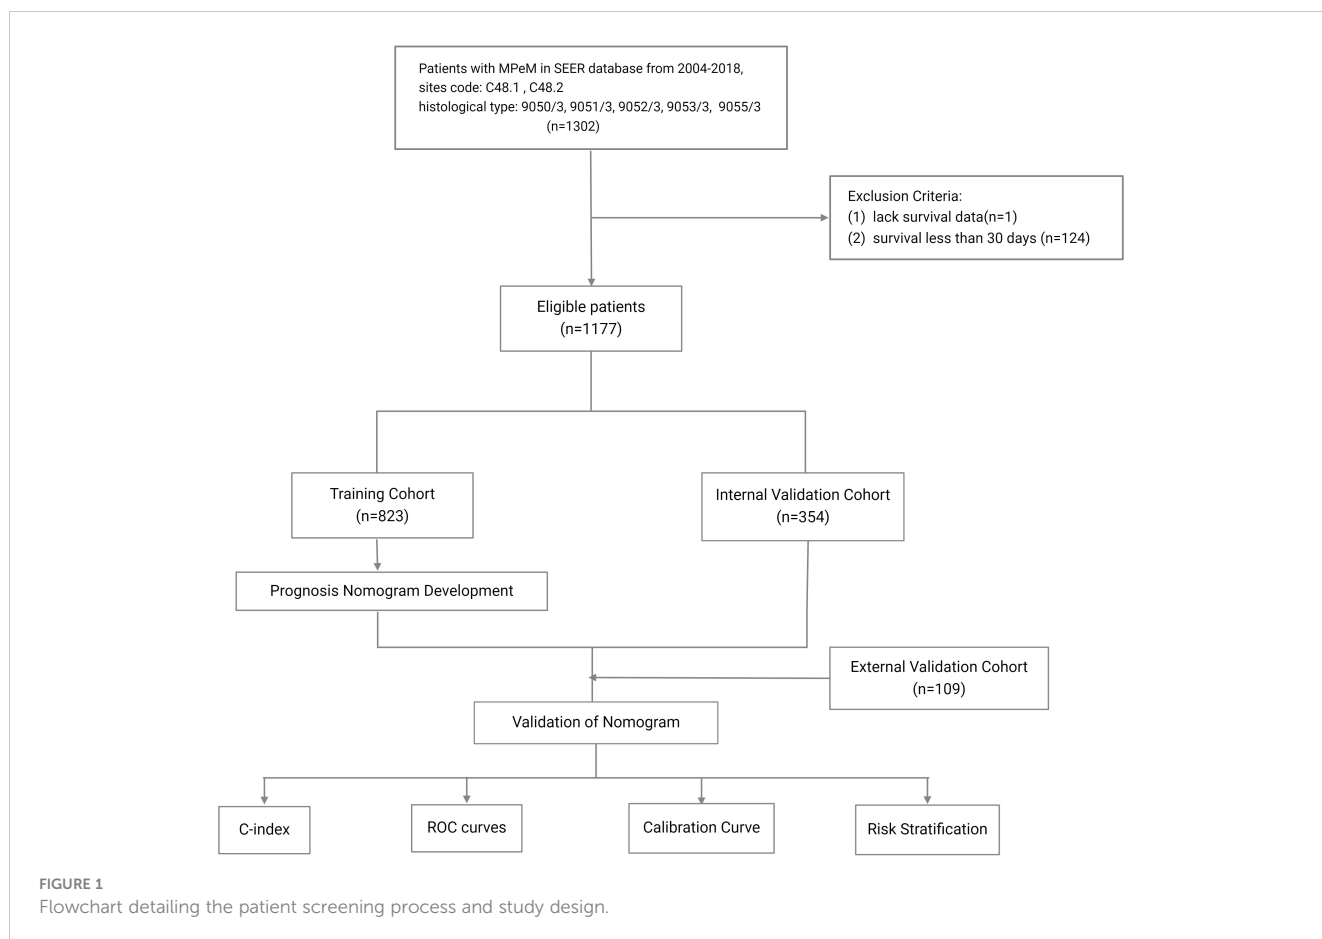 Patients with MPeM in SEER database from 2004-2018,
sites code: C48.1 , C48.2
histological type: 9050/3, 9051/3, 9052/3, 9053/3,  9055/3
(n=1302)
Exclusion Criteria:
(1)  lack survival data(n=1)
(2)  survival less than 30 days (n=124)
Eligible patients
(n=1177)
Training Cohort
(n=823)
Internal Validation Cohort
(n=354)
Prognosis Nomogram Development
External Validation Cohort
(n=109)
Validation of Nomogram
C-index
ROC curves
Calibration Curve
Risk Stratification
FIGURE 1
Flowchart detailing the patient screening process and study design.